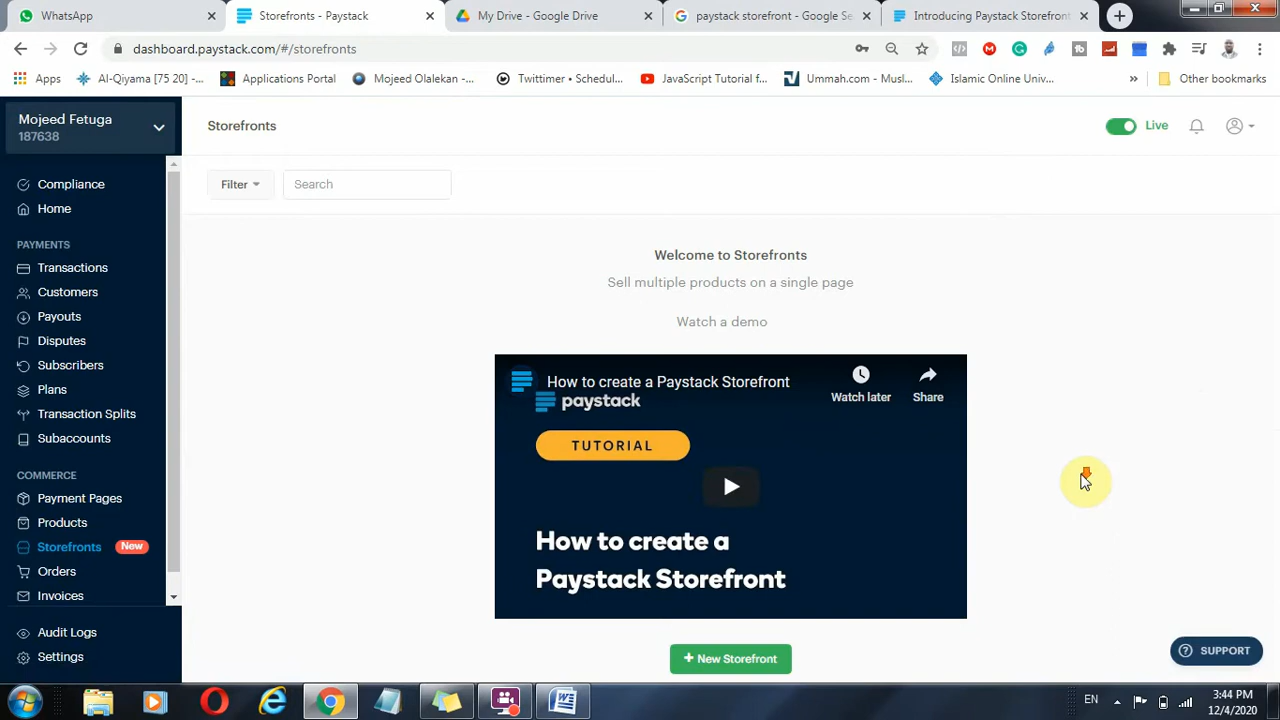 WhatsApp
Storefronts - Paystack
My Drive - Google Drive
paystack storefront - Google Se
Introducing Paystack Storefront
dashboard.paystack.com/#/storefronts
Apps
Al-Qiyama [75 20] -...
Applications Portal
Mojeed Olalekan -...
Twittimer • Schedul...
JavaScript Tutorial f...
Ummah.com - Musl...
Islamic Online Univ...
»
Other bookmarks
Mojeed Fetuga
187638
Storefronts
Live
Filter
Search
Compliance
Home
PAYMENTS
Transactions
Customers
Payouts
Disputes
Subscribers
Plans
Transaction Splits
Subaccounts
COMMERCE
Payment Pages
Products
Storefronts New
Orders
Invoices
Audit Logs
Settings
Welcome to Storefronts
Sell multiple products on a single page
Watch a demo
How to create a Paystack Storefront
paystack
Watch later
Share
TUTORIAL
How to create a
Paystack Storefront
+ New Storefront
SUPPORT
EN
3:44 PM
12/4/2020